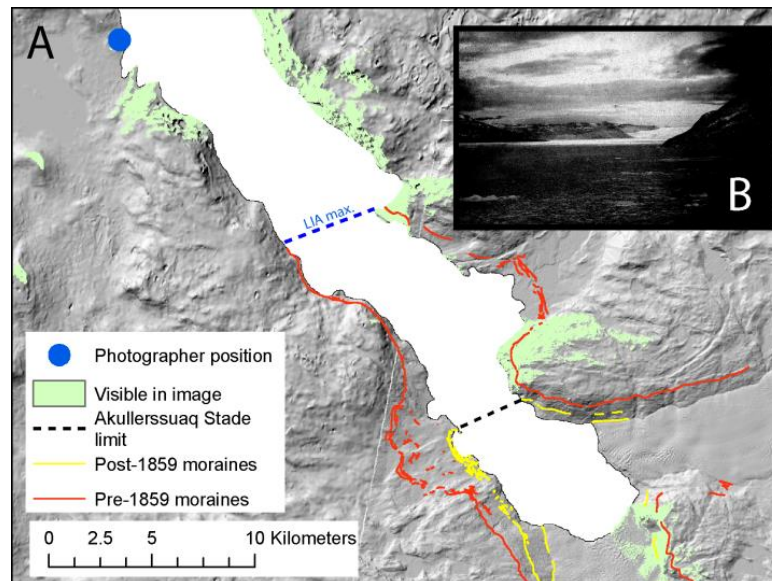 A
B
LIA max.
Photographer position
Visible in image
Akullerssuaq Stade
limit
Post-1859 moraines
Pre-1859 moraines
0 2.5 5 10 Kilometers